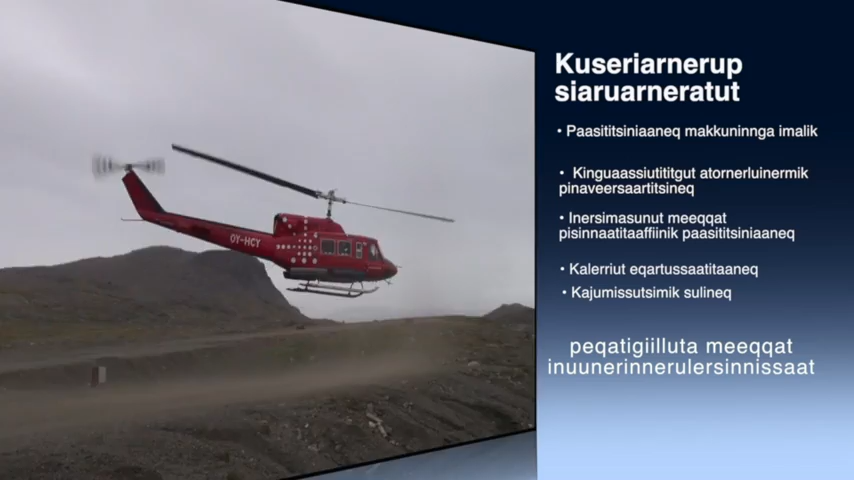 Kuseriarnerup
siaruarneratut
• Paasititsiniaaneq makkuninnga imalik
• Kinguaassiutititgut atornerluinermik
pinaveersaartitsineq
• Inersimasunut meeqqat
pisinnaatitaaffiinik paasititsiniaaneq
• Kalerriut eqartussaatitaaneq
• Kajumissutsimik sulineq
peqatigiilluta meeqqat
inuunerinnerulersinnissaat
OY-HCY